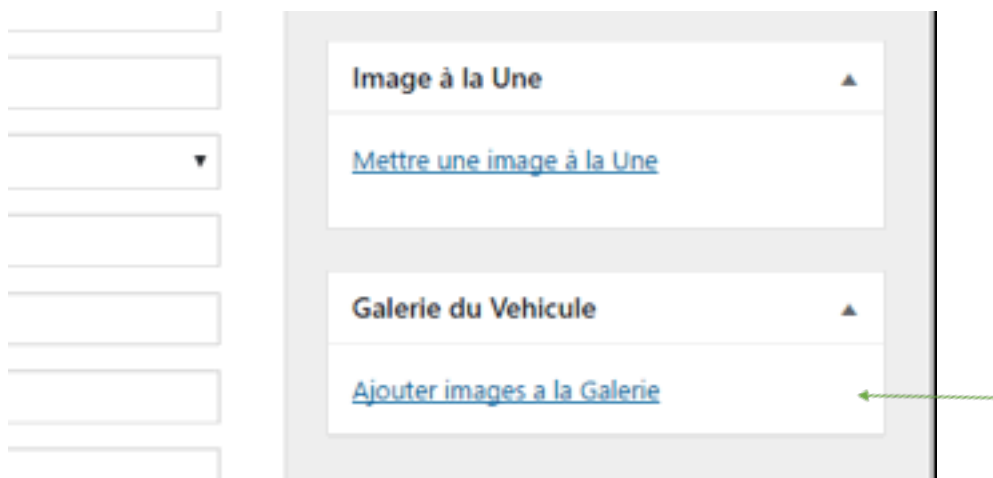 Image à la Une
Mettre une image à la Une
Galerie du Vehicule
Ajouter images a la Galerie